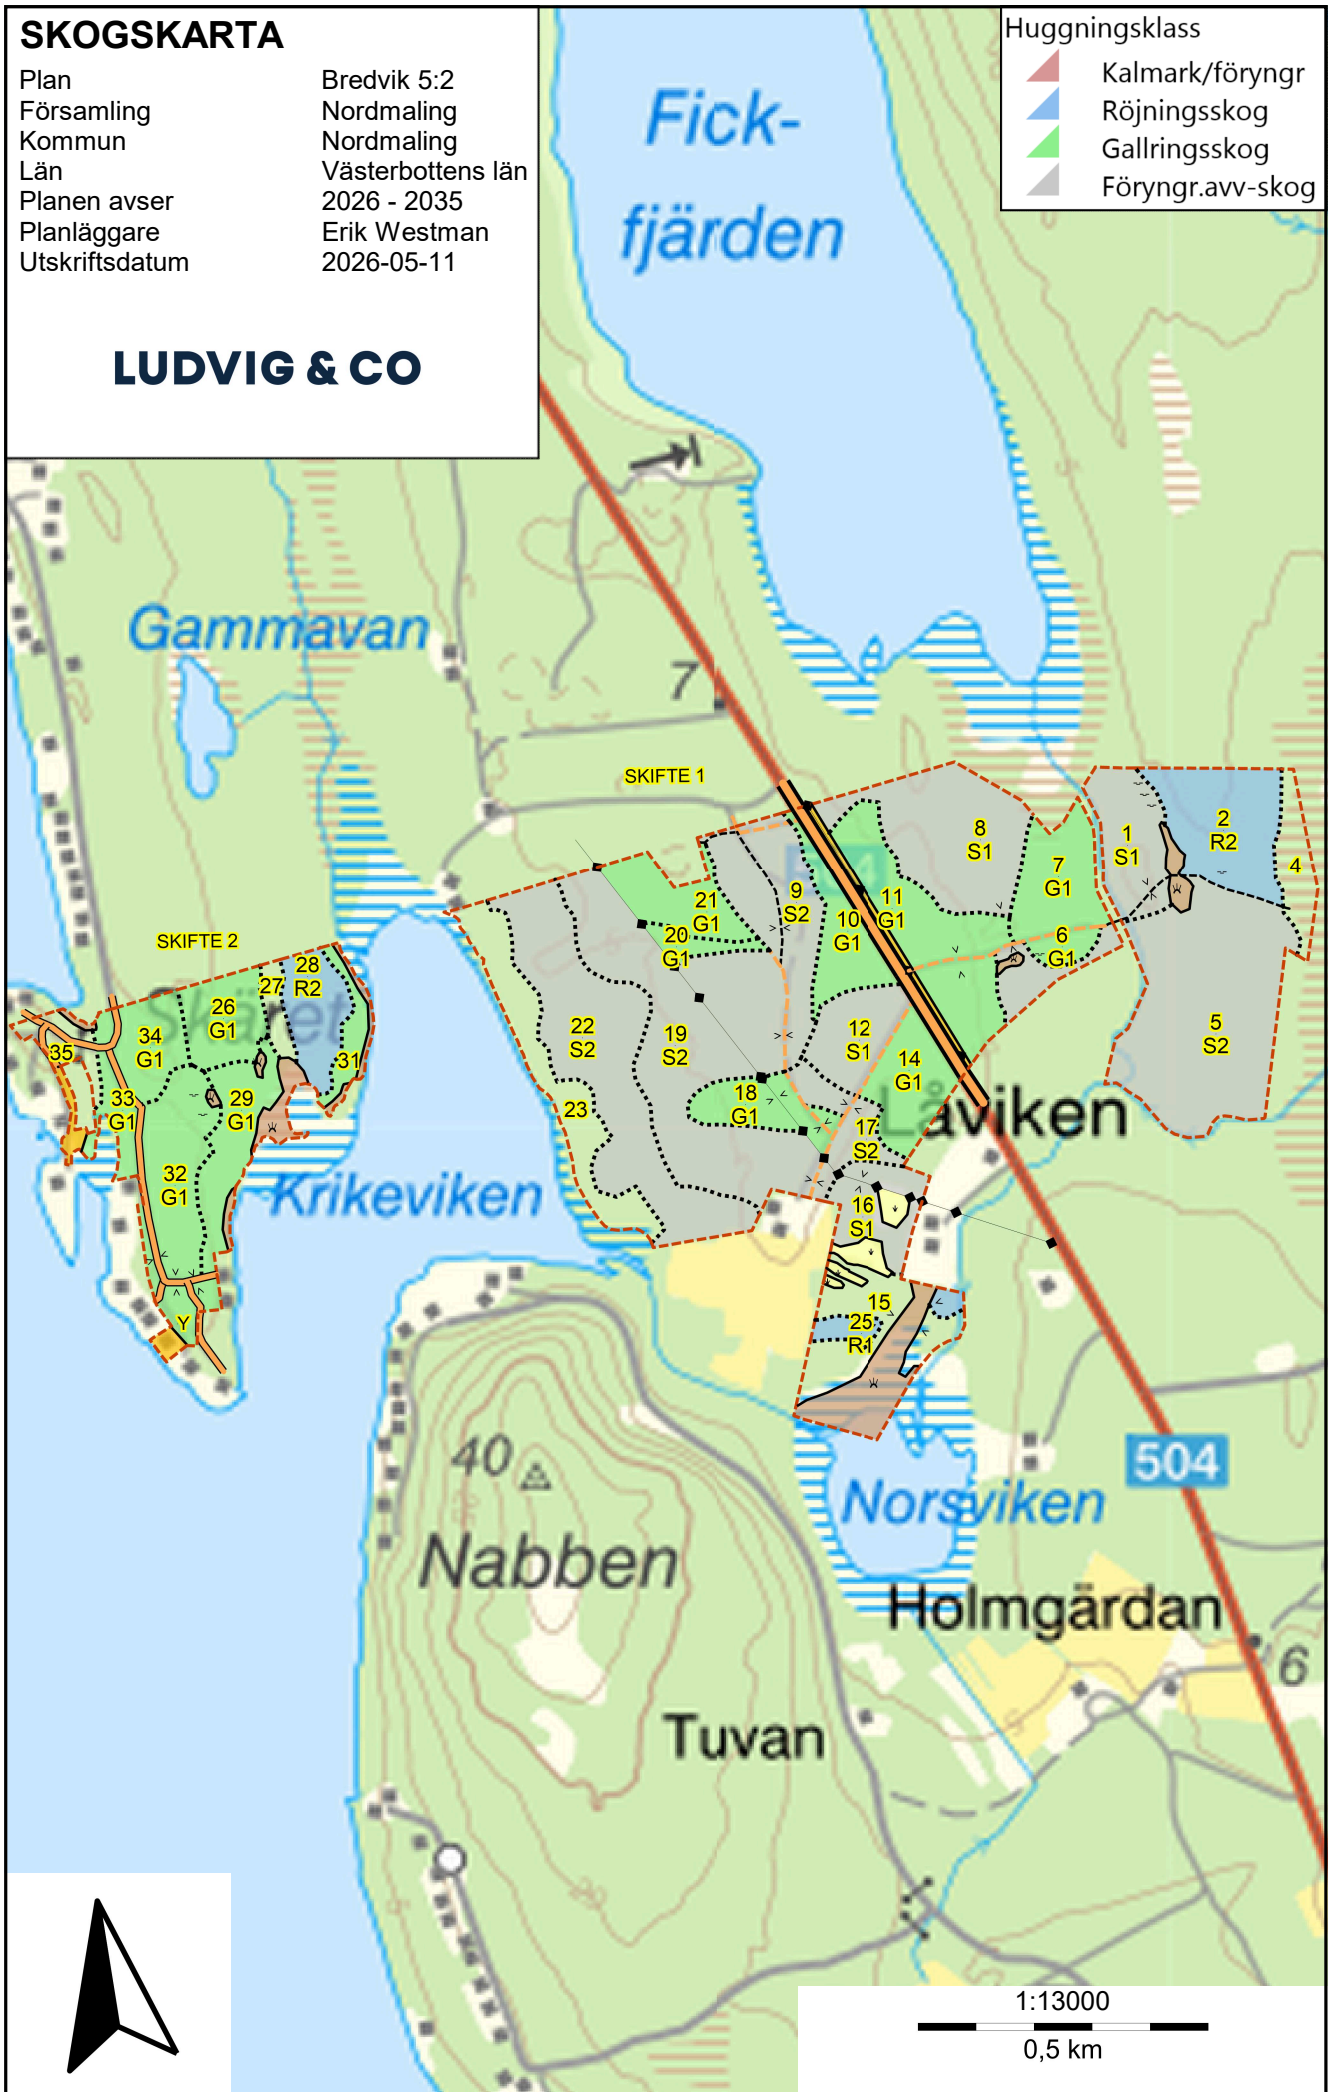 SKOGSKARTA
Plan Bredvik 5:2
Församling Nordmaling
Kommun Nordmaling
Län Västerbottens län
Planen avser 2026 - 2035
Planläggare Erik Westman
Utskriftsdatum 2026-05-11
LUDVIG & CO
Huggningsklass
Kalmark/föryngr
Röjningsskog
Gallringsskog
Föryngr.avv-skog
Fick-
fjärden
5
Gammavan
7
SKIFTE 1
8
S1
1
S1
2
R2
4
7
G1
9
S2
11
G1
10
G1
21
G1
20
G1
6
G1
SKIFTE 2
28
R2
27
26
G1
Skäret
34
G1
35
31
33
G1
29
G1
32
G1
Y
22
S2
19
S2
12
S1
14
G1
5
S2
18
G1
23
17
S2
Låviken
Krikeviken
16
S1
15
25
R1
40
504
Norsviken
Nabben
Holmgärdan
6
5
Tuvan
5
20
1:13000
0,5 km